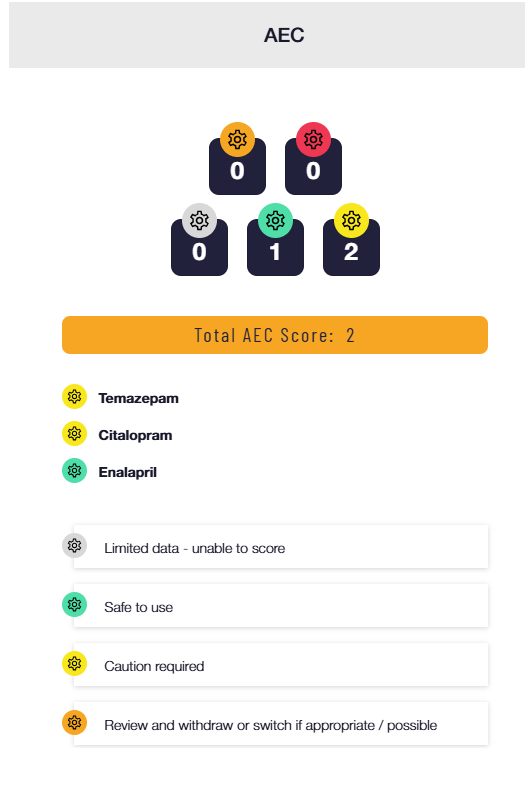 AEC
0 0
0 1 2
Total AEC Score: 2
Temazepam
Citalopram
Enalapril
Limited data - unable to score
Safe to use
Caution required
Review and withdraw or switch if appropriate / possible